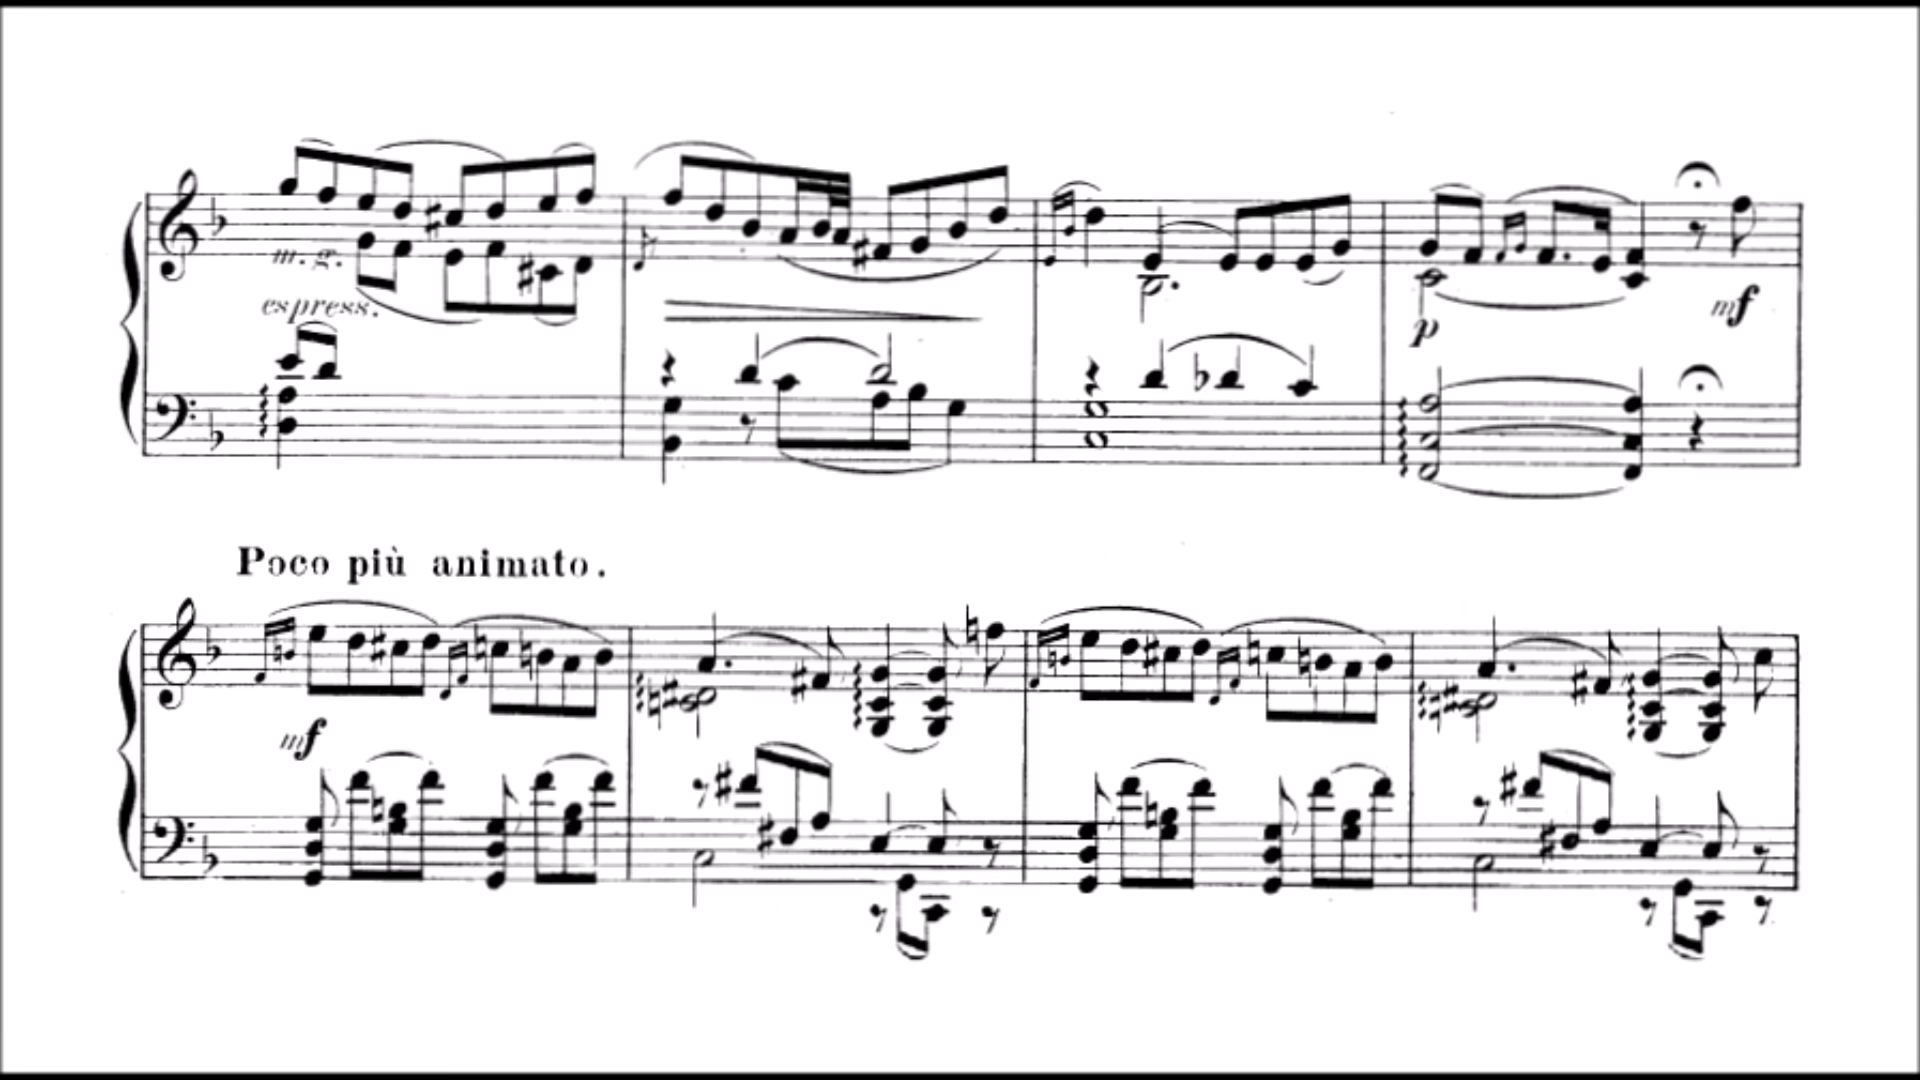 m. g.
espress.
mf
p
Poco più animato.
mf